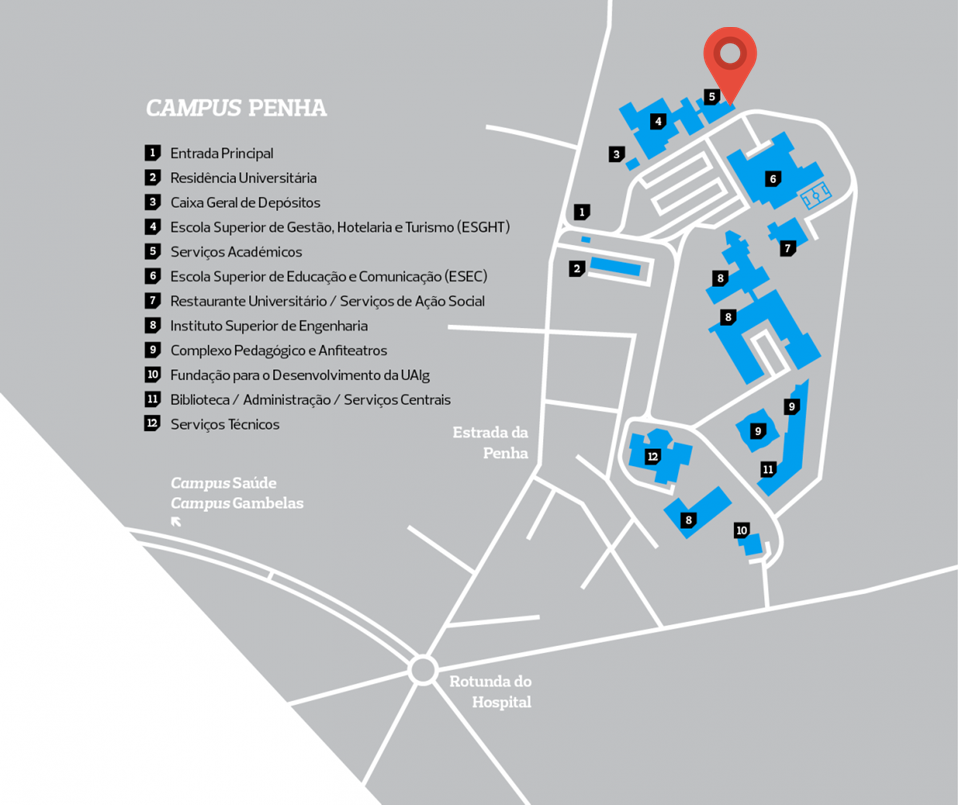 CAMPUS PENHA
1 Entrada Principal
2 Residência Universitária
3 Caixa Geral de Depósitos
4 Escola Superior de Gestão, Hotelaria e Turismo (ESGHT)
5 Serviços Académicos
6 Escola Superior de Educação e Comunicação (ESEC)
7 Restaurante Universitário / Serviços de Ação Social
8 Instituto Superior de Engenharia
9 Complexo Pedagógico e Anfiteatros
10 Fundação para o Desenvolvimento da UAlg
11 Biblioteca / Administração / Serviços Centrais
12 Serviços Técnicos
5
4
3
6
1
7
2
8
8
9
9
Estrada da
Penha
12
11
Campus Saúde
Campus Gambelas
8
10
Rotunda do
Hospital